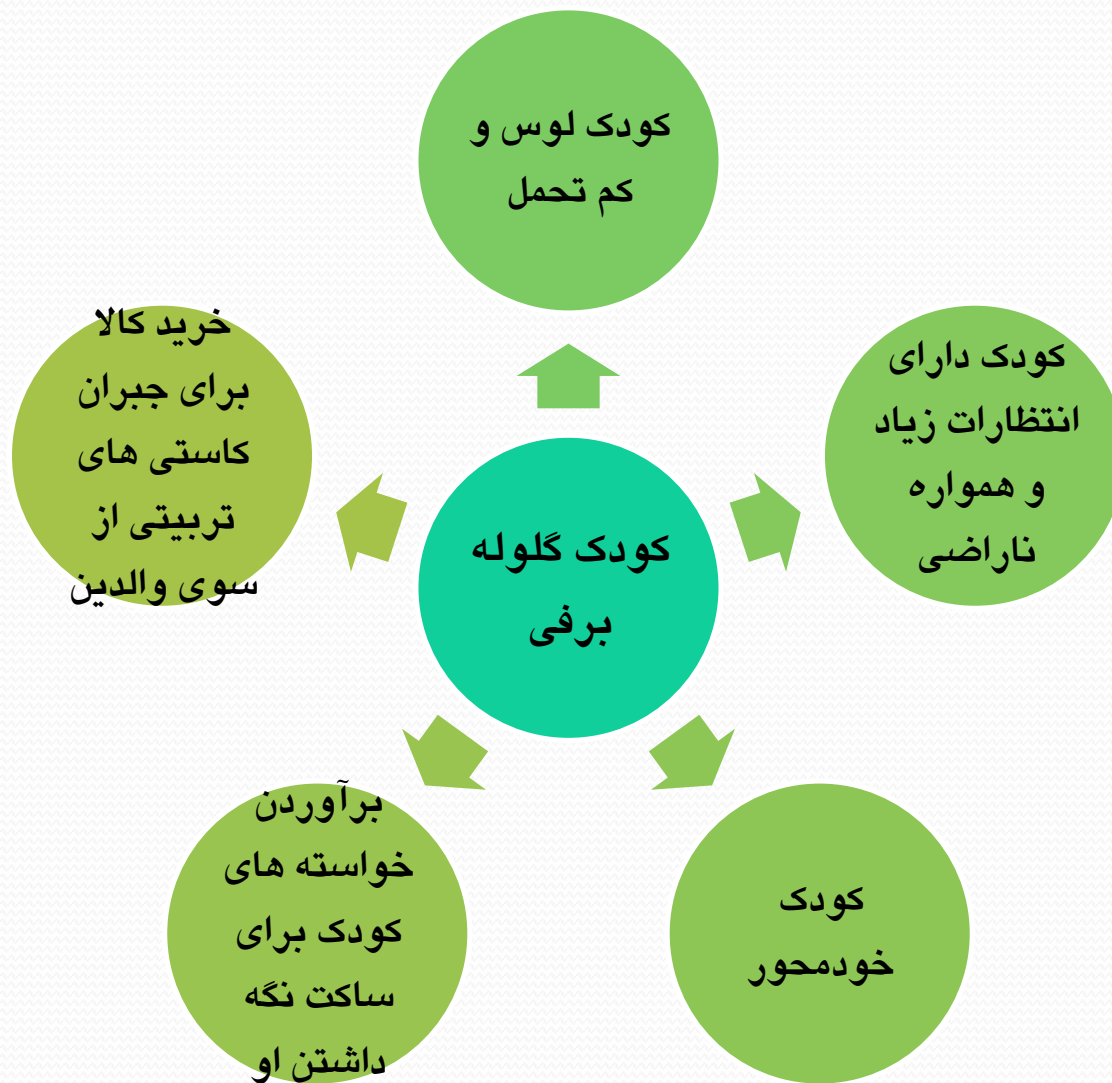 کودک لوس و
کم تحمل
کودک دارای
انتظارات زیاد
و همواره
ناراضی
کودک
خودمحور
برآوردن
خواسته های
کودک برای
ساکت نگه
داشتن او
خرید کالا
برای جبران
کاستی های
تربیتی از
سوی والدین
کودک گلوله
برفی